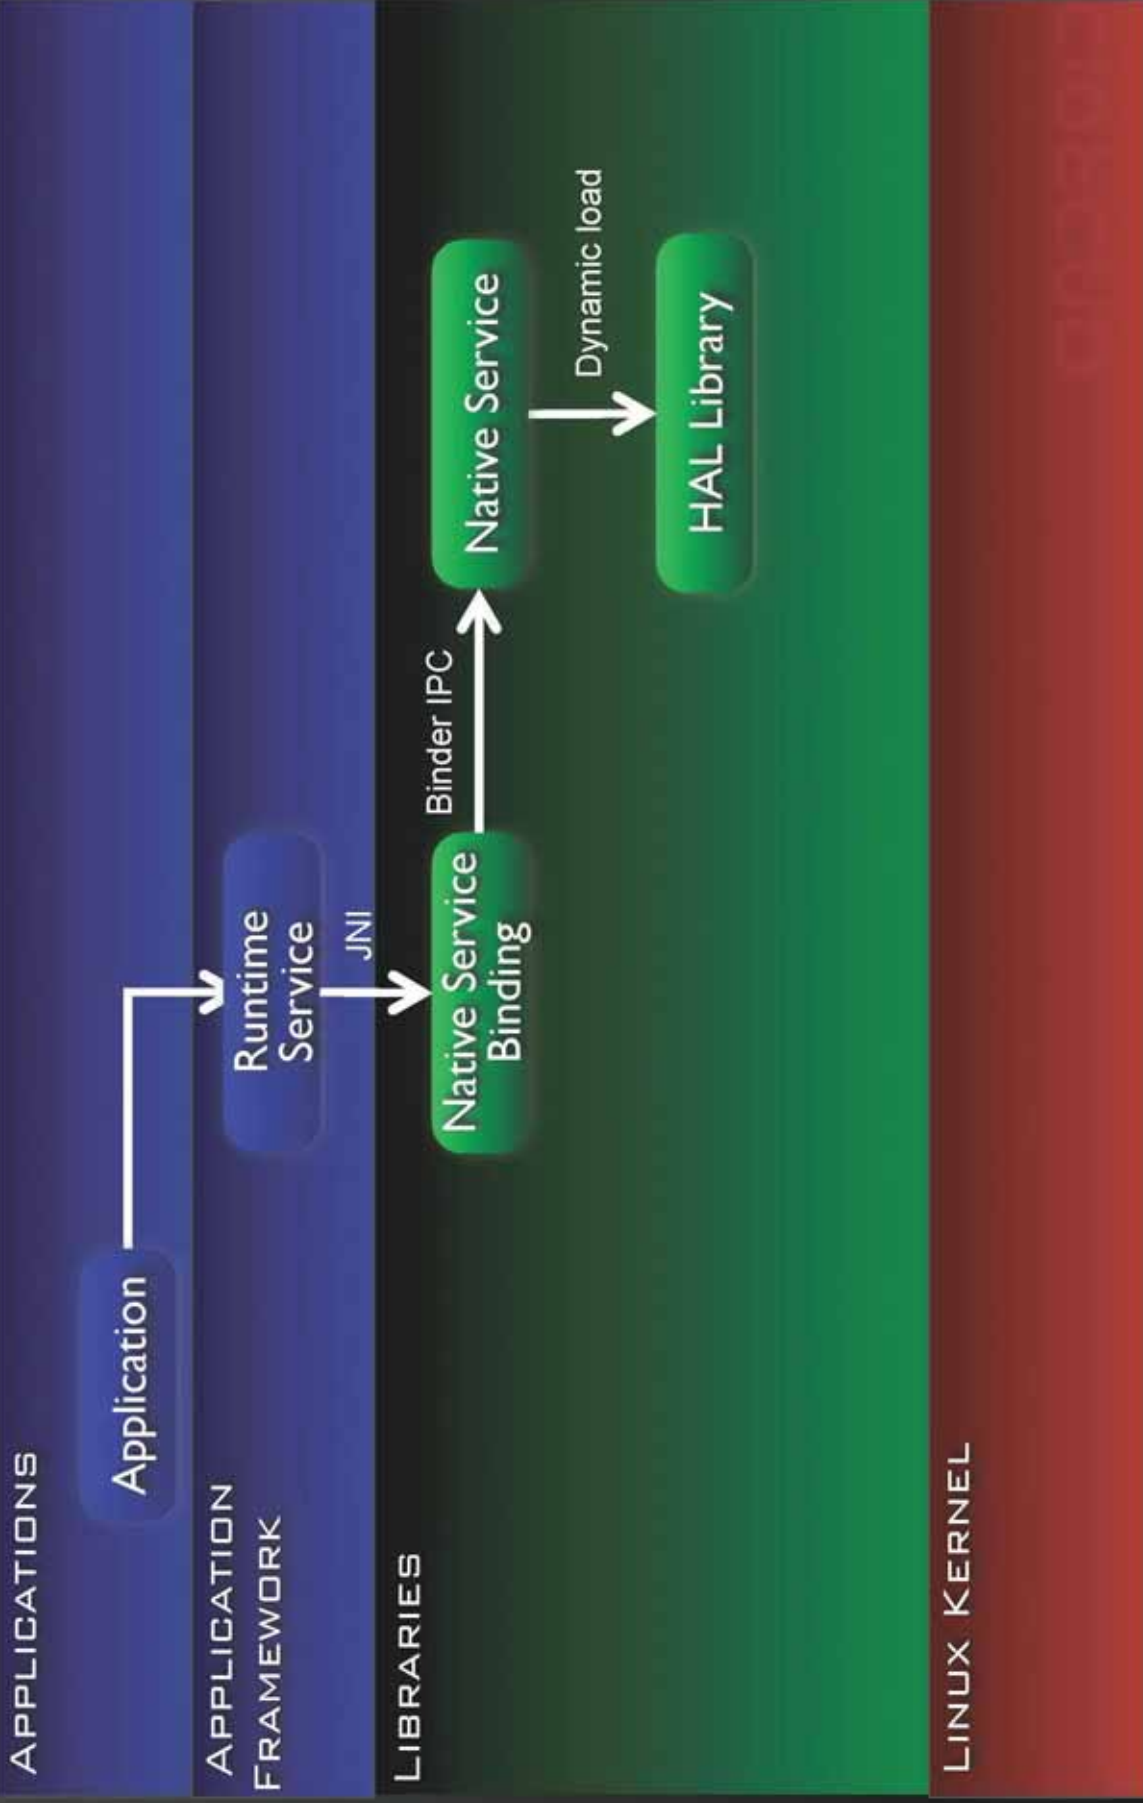 APPLICATIONS
Application
APPLICATION
FRAMEWORK
Runtime
Service
JNI
LIBRARIES
Native Service
Binding
Binder IPC
Native Service
Dynamic load
HAL Library
LINUX KERNEL